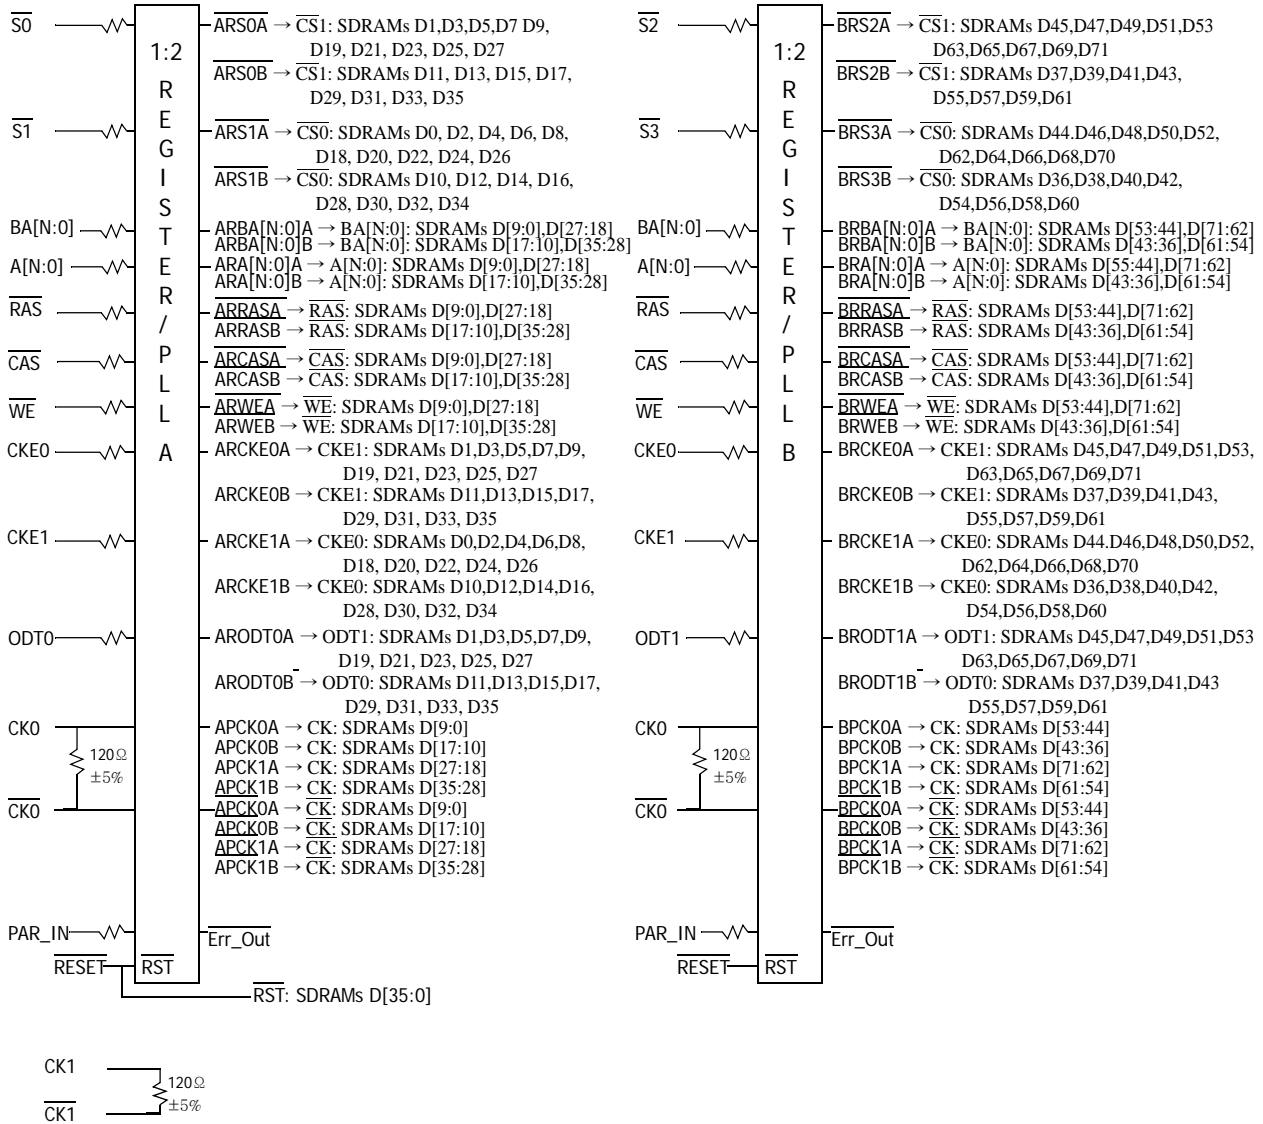 S0
ARS0A → CS1: SDRAMs D1,D3,D5,D7 D9,
D19, D21, D23, D25, D27
ARS0B → CS1: SDRAMs D11, D13, D15, D17,
D29, D31, D33, D35
S1
ARS1A → CS0: SDRAMs D0, D2, D4, D6, D8,
D18, D20, D22, D24, D26
ARS1B → CS0: SDRAMs D10, D12, D14, D16,
D28, D30, D32, D34
BA[N:0]
ARBA[N:0]A → BA[N:0]: SDRAMs D[9:0],D[27:18]
ARBA[N:0]B → BA[N:0]: SDRAMs D[17:10],D[35:28]
A[N:0]
ARA[N:0]A → A[N:0]: SDRAMs D[9:0],D[27:18]
ARA[N:0]B → A[N:0]: SDRAMs D[17:10],D[35:28]
RAS
ARRASA → RAS: SDRAMs D[9:0],D[27:18]
ARRASB → RAS: SDRAMs D[17:10],D[35:28]
CAS
ARCASA → CAS: SDRAMs D[9:0],D[27:18]
ARCASB → CAS: SDRAMs D[17:10],D[35:28]
WE
ARWEA → WE: SDRAMs D[9:0],D[27:18]
ARWEB → WE: SDRAMs D[17:10],D[35:28]
CKE0
ARCKE0A → CKE1: SDRAMs D1,D3,D5,D7,D9,
D19, D21, D23, D25, D27
ARCKE0B → CKE1: SDRAMs D11,D13,D15,D17,
D29, D31, D33, D35
CKE1
ARCKE1A → CKE0: SDRAMs D0,D2,D4,D6,D8,
D18, D20, D22, D24, D26
ARCKE1B → CKE0: SDRAMs D10,D12,D14,D16,
D28, D30, D32, D34
ODT0
ARODT0A → ODT1: SDRAMs D1,D3,D5,D7,D9,
D19, D21, D23, D25, D27
ARODT0B → ODT0: SDRAMs D11,D13,D15,D17,
D29, D31, D33, D35
CK0
APCK0A → CK: SDRAMs D[9:0]
APCK0B → CK: SDRAMs D[17:10]
APCK1A → CK: SDRAMs D[27:18]
APCK1B → CK: SDRAMs D[35:28]
120Ω
±5%
CK0
APCK0A → CK: SDRAMs D[9:0]
APCK0B → CK: SDRAMs D[17:10]
APCK1A → CK: SDRAMs D[27:18]
APCK1B → CK: SDRAMs D[35:28]
PAR_IN
Err_Out
RESET
RST
RST: SDRAMs D[35:0]
1:2
REGISTER/PLL
A
S2
BRS2A → CS1: SDRAMs D45,D47,D49,D51,D53
D63,D65,D67,D69,D71
BRS2B → CS1: SDRAMs D37,D39,D41,D43,
D55,D57,D59,D61
S3
BRS3A → CS0: SDRAMs D44.D46,D48,D50,D52,
D62,D64,D66,D68,D70
BRS3B → CS0: SDRAMs D36,D38,D40,D42,
D54,D56,D58,D60
BA[N:0]
BRBA[N:0]A → BA[N:0]: SDRAMs D[53:44],D[71:62]
BRBA[N:0]B → BA[N:0]: SDRAMs D[43:36],D[61:54]
A[N:0]
BRA[N:0]A → A[N:0]: SDRAMs D[55:44],D[71:62]
BRA[N:0]B → A[N:0]: SDRAMs D[43:36],D[61:54]
RAS
BRRASA → RAS: SDRAMs D[53:44],D[71:62]
BRRASB → RAS: SDRAMs D[43:36],D[61:54]
CAS
BRCASA → CAS: SDRAMs D[53:44],D[71:62]
BRCASB → CAS: SDRAMs D[43:36],D[61:54]
WE
BRWEA → WE: SDRAMs D[53:44],D[71:62]
BRWEB → WE: SDRAMs D[43:36],D[61:54]
CKE0
BRCKE0A → CKE1: SDRAMs D45,D47,D49,D51,D53,
D63,D65,D67,D69,D71
BRCKE0B → CKE1: SDRAMs D37,D39,D41,D43,
D55,D57,D59,D61
CKE1
BRCKE1A → CKE0: SDRAMs D44.D46,D48,D50,D52,
D62,D64,D66,D68,D70
BRCKE1B → CKE0: SDRAMs D36,D38,D40,D42,
D54,D56,D58,D60
ODT1
BRODT1A → ODT1: SDRAMs D45,D47,D49,D51,D53
D63,D65,D67,D69,D71
BRODT1B → ODT0: SDRAMs D37,D39,D41,D43
D55,D57,D59,D61
CK0
BPCK0A → CK: SDRAMs D[53:44]
BPCK0B → CK: SDRAMs D[43:36]
BPCK1A → CK: SDRAMs D[71:62]
BPCK1B → CK: SDRAMs D[61:54]
120Ω
±5%
CK0
BPCK0A → CK: SDRAMs D[53:44]
BPCK0B → CK: SDRAMs D[43:36]
BPCK1A → CK: SDRAMs D[71:62]
BPCK1B → CK: SDRAMs D[61:54]
PAR_IN
Err_Out
RESET
RST
1:2
REGISTER/PLL
B
CK1
120Ω
±5%
CK1